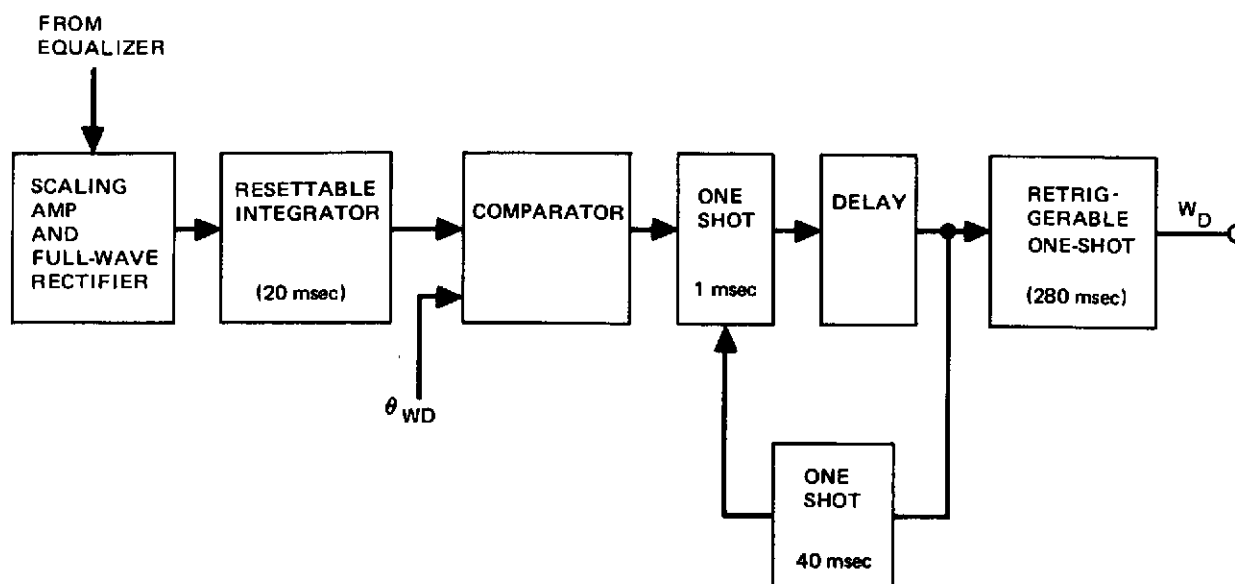 FROM
EQUALIZER
SCALING
AMP
AND
FULL-WAVE
RECTIFIER
RESETTABLE
INTEGRATOR
(20 msec)
COMPARATOR
θ WD
ONE
SHOT
1 msec
DELAY
RETRIG-
GERABLE
ONE-SHOT
(280 msec)
WD
ONE
SHOT
40 msec